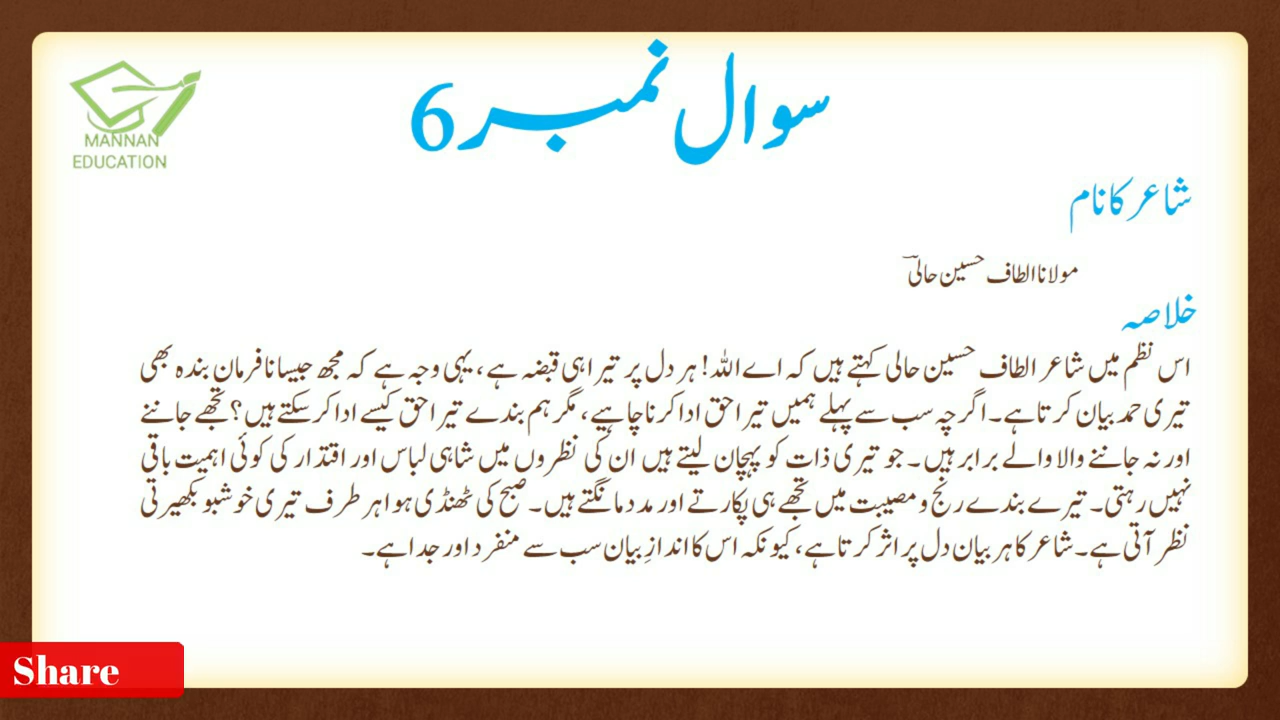 MANNAN
EDUCATION
سوال نمبر 6
شاعر کا نام
مولانا الطاف حسین حالیؔ
خلاصہ
اس نظم میں شاعر الطاف حسین حالی کہتے ہیں کہ اے اللہ! ہر دل پر تیرا ہی قبضہ ہے، یہی وجہ ہے کہ مجھ جیسا نافرمان بندہ بھی
تیری حمد بیان کرتا ہے۔ اگرچہ سب سے پہلے ہمیں تیرا حق ادا کرنا چاہیے، مگر ہم بندے تیرا حق کیسے ادا کر سکتے ہیں؟ تجھے جاننے
اور نہ جاننے والا والے برابر ہیں۔ جو تیری ذات کو پہچان لیتے ہیں ان کی نظروں میں شاہی لباس اور اقتدار کی کوئی اہمیت باقی
نہیں رہتی۔ تیرے بندے رنج و مصیبت میں تجھے ہی پکارتے اور مدد مانگتے ہیں۔ صبح کی ٹھنڈی ہوا ہر طرف تیری خوشبو بکھیرتی
نظر آتی ہے۔ شاعر کا ہر بیان دل پر اثر کرتا ہے، کیونکہ اس کا اندازِ بیان سب سے منفرد اور جدا ہے۔
Share